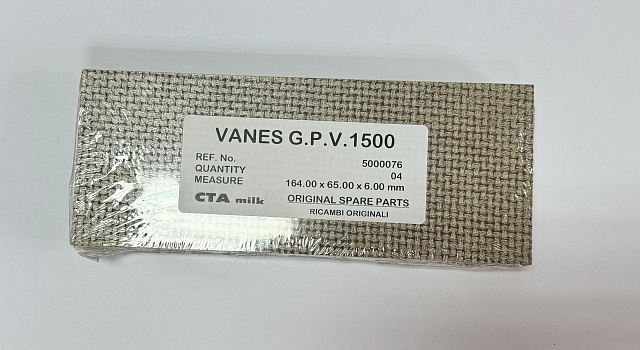 VANES G.P.V.1500
REF. No. 5000076
QUANTITY 04
MEASURE 164.00 x 65.00 x 6.00 mm
CTA milk ORIGINAL SPARE PARTS
RICAMBI ORIGINALI